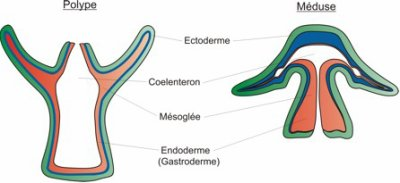 Polype
Méduse
Ectoderme
Coelenteron
Mésoglée
Endoderme
(Gastroderme)